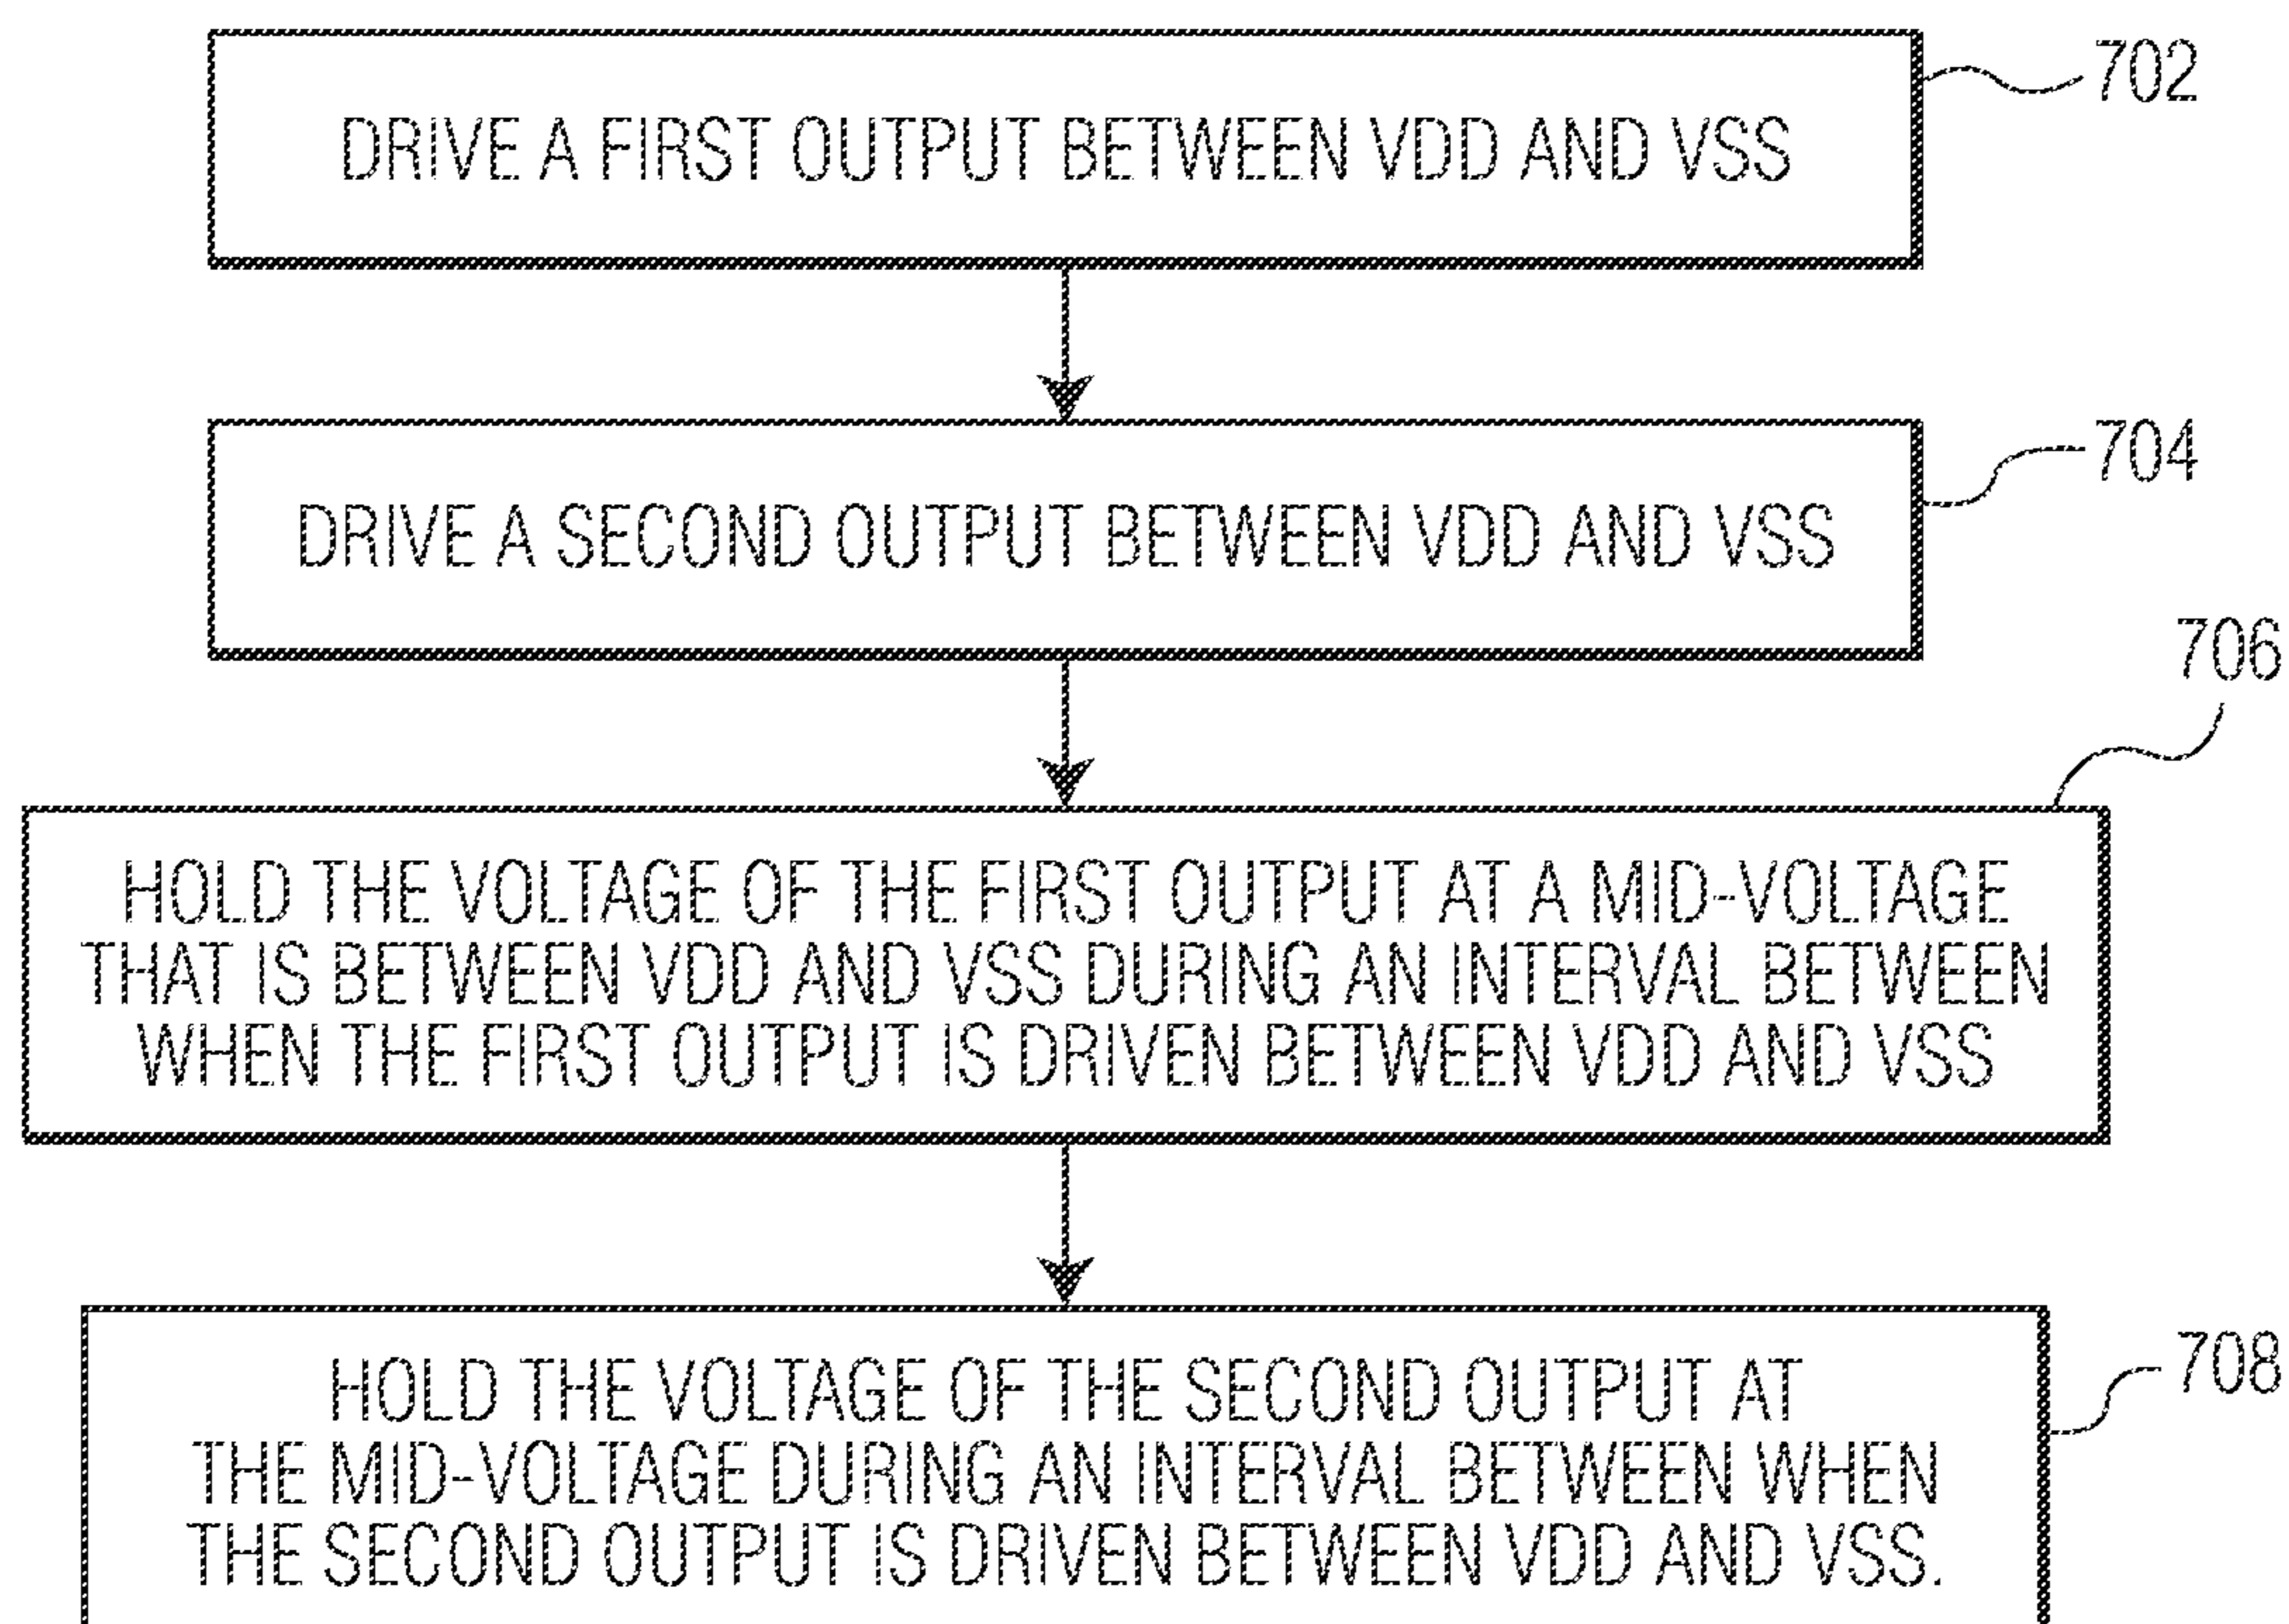 702
DRIVE A FIRST OUTPUT BETWEEN VDD AND VSS
704
DRIVE A SECOND OUTPUT BETWEEN VDD AND VSS
706
HOLD THE VOLTAGE OF THE FIRST OUTPUT AT A MID-VOLTAGE
THAT IS BETWEEN VDD AND VSS DURING AN INTERVAL BETWEEN
WHEN THE FIRST OUTPUT IS DRIVEN BETWEEN VDD AND VSS
708
HOLD THE VOLTAGE OF THE SECOND OUTPUT AT
THE MID-VOLTAGE DURING AN INTERVAL BETWEEN WHEN
THE SECOND OUTPUT IS DRIVEN BETWEEN VDD AND VSS.